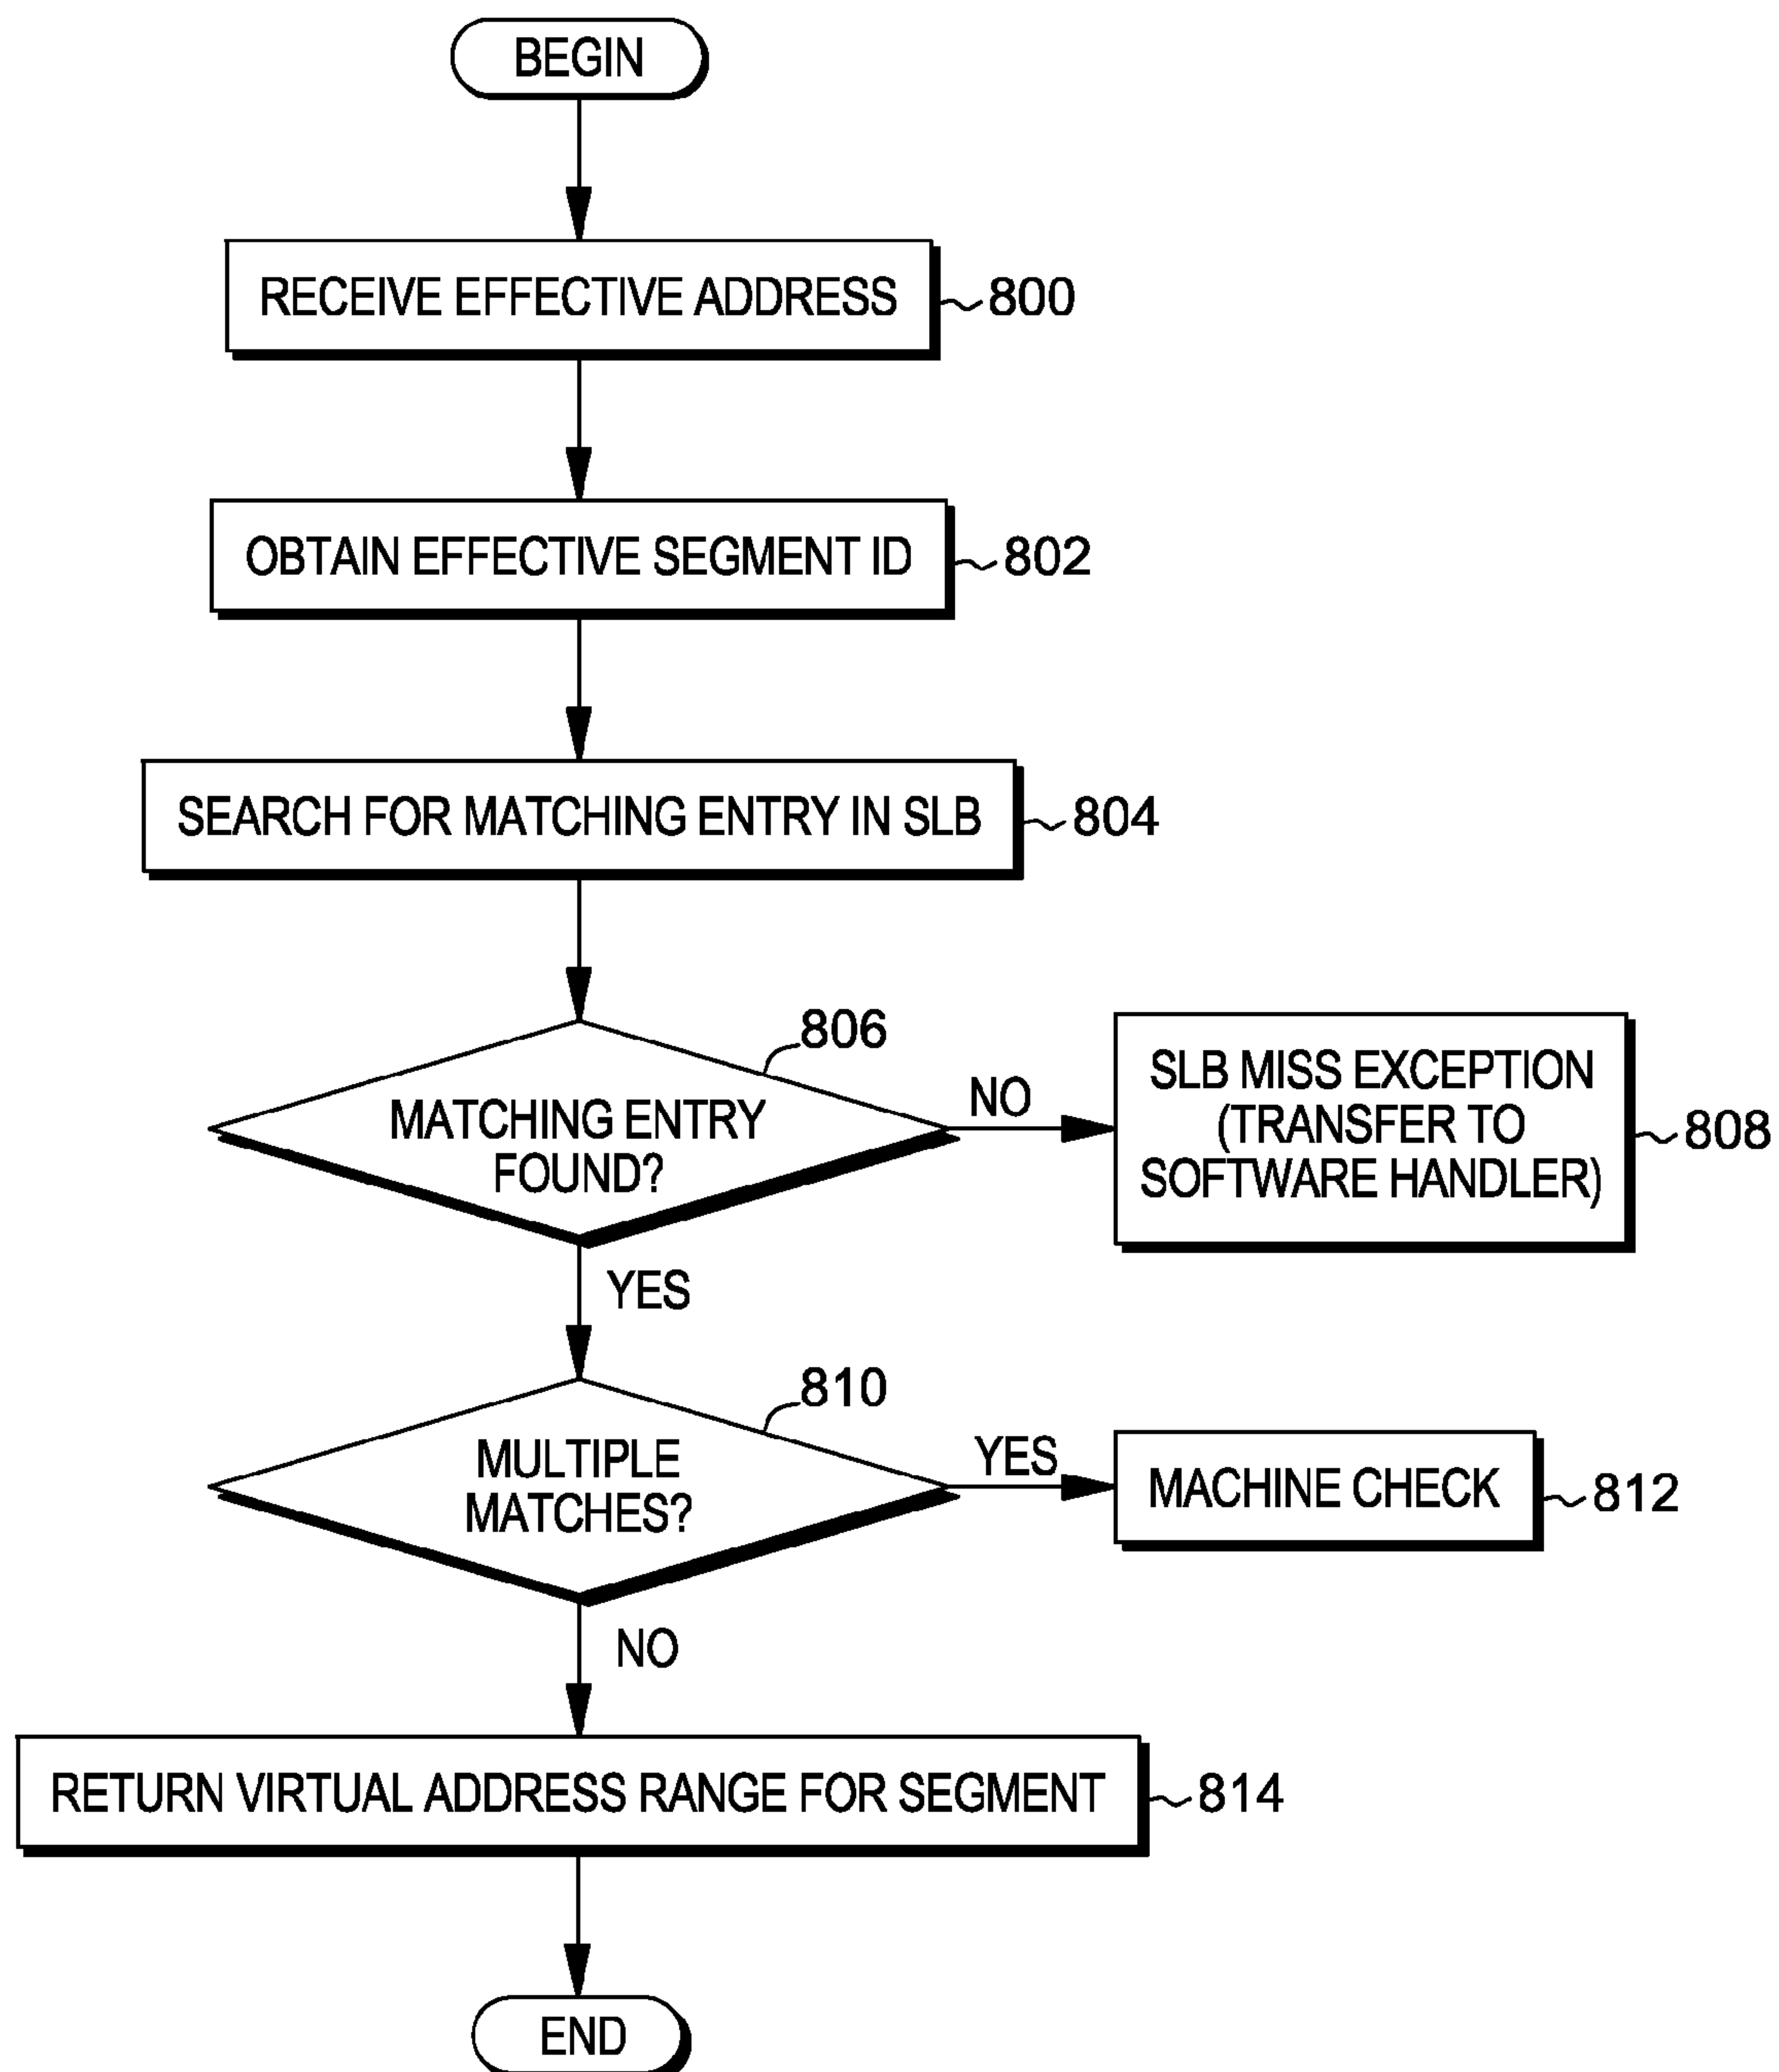 BEGIN
RECEIVE EFFECTIVE ADDRESS
800
OBTAIN EFFECTIVE SEGMENT ID
802
SEARCH FOR MATCHING ENTRY IN SLB
804
806
MATCHING ENTRY
FOUND?
NO
SLB MISS EXCEPTION
(TRANSFER TO
SOFTWARE HANDLER)
808
YES
810
MULTIPLE
MATCHES?
YES
MACHINE CHECK
812
NO
RETURN VIRTUAL ADDRESS RANGE FOR SEGMENT
814
END